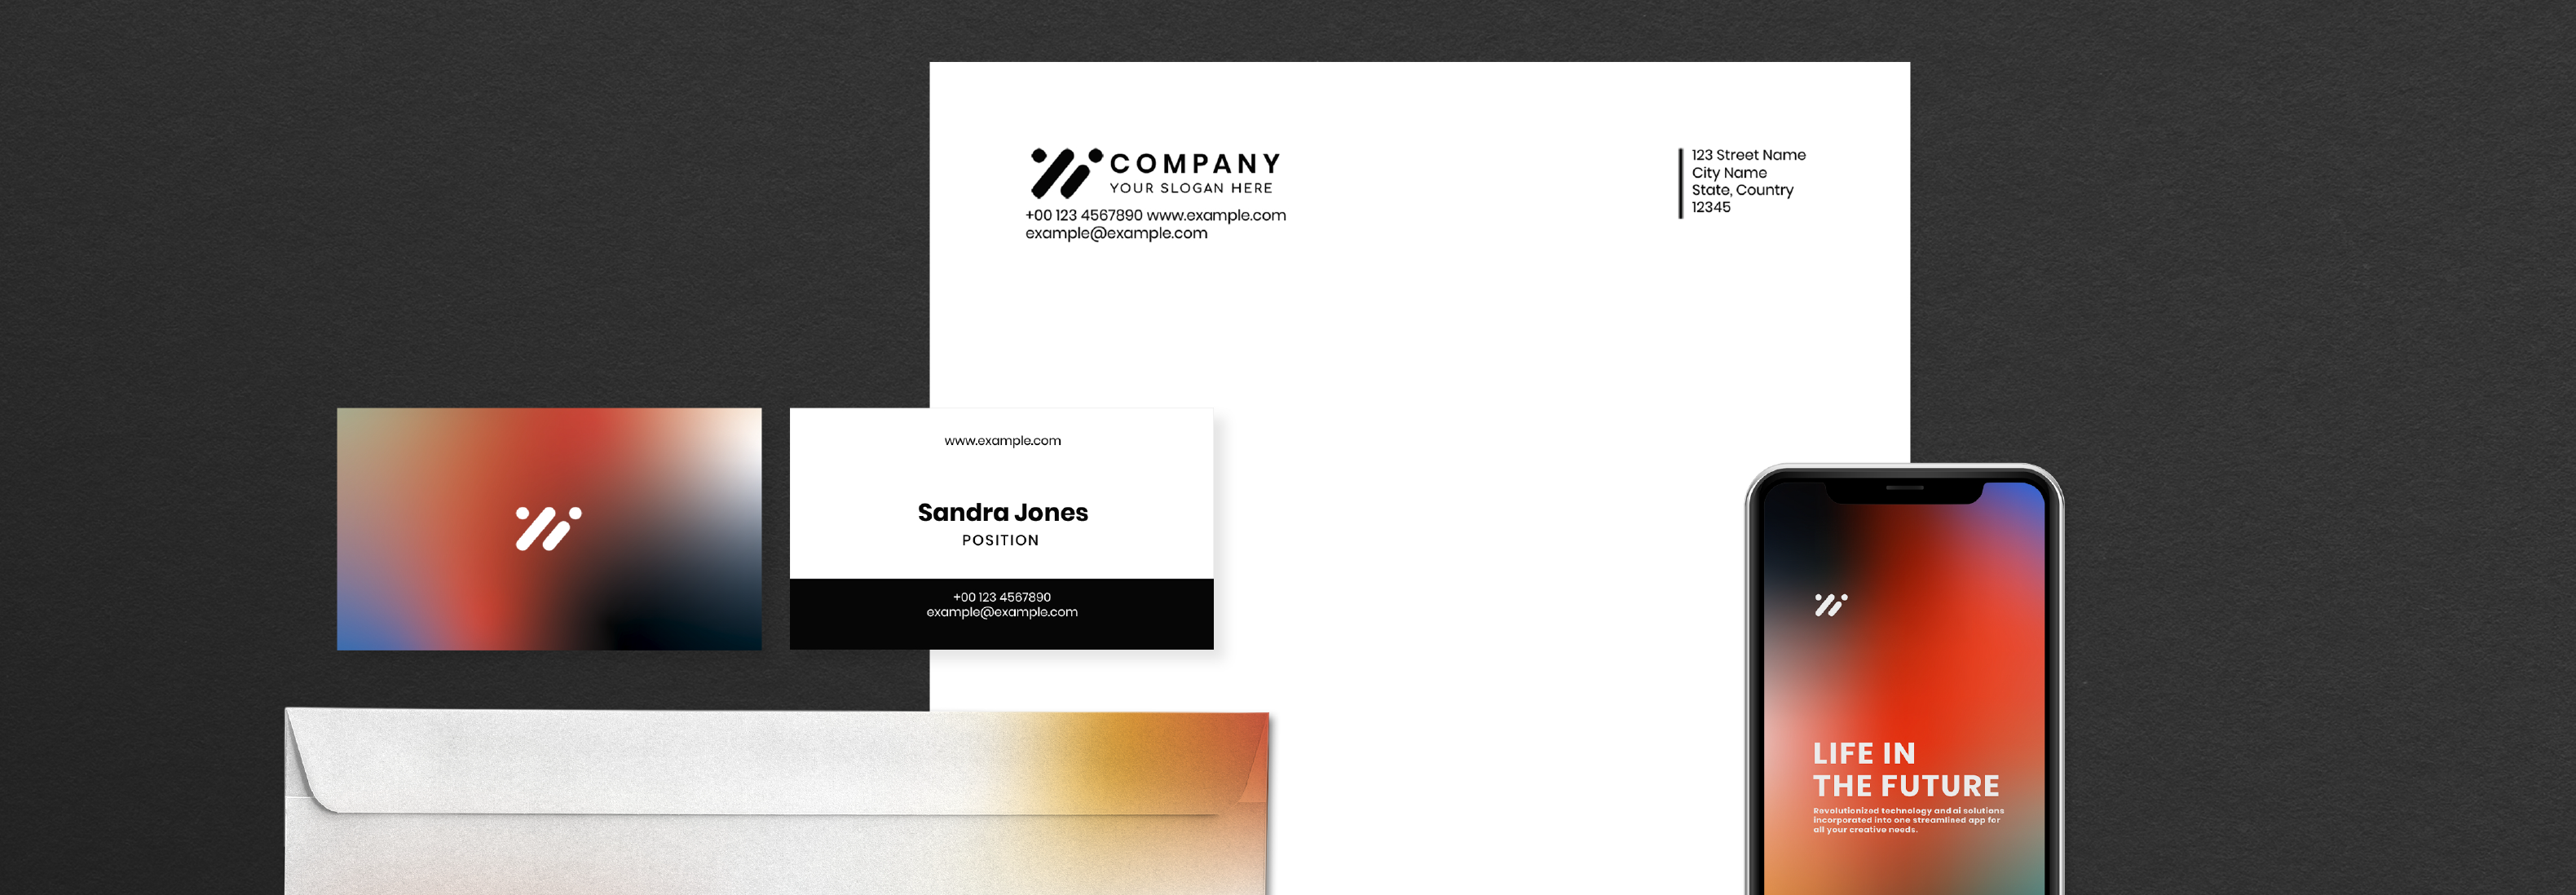 COMPANY
YOUR SLOGAN HERE
+00 123 4567890 www.example.com
example@example.com
123 Street Name
City Name
State, Country
12345
www.example.com
Sandra Jones
POSITION
+00 123 4567890
example@example.com
LIFE IN
THE FUTURE
Revolutionized technology and ai solutions
incorporated into one streamlined app for
all your creative needs.